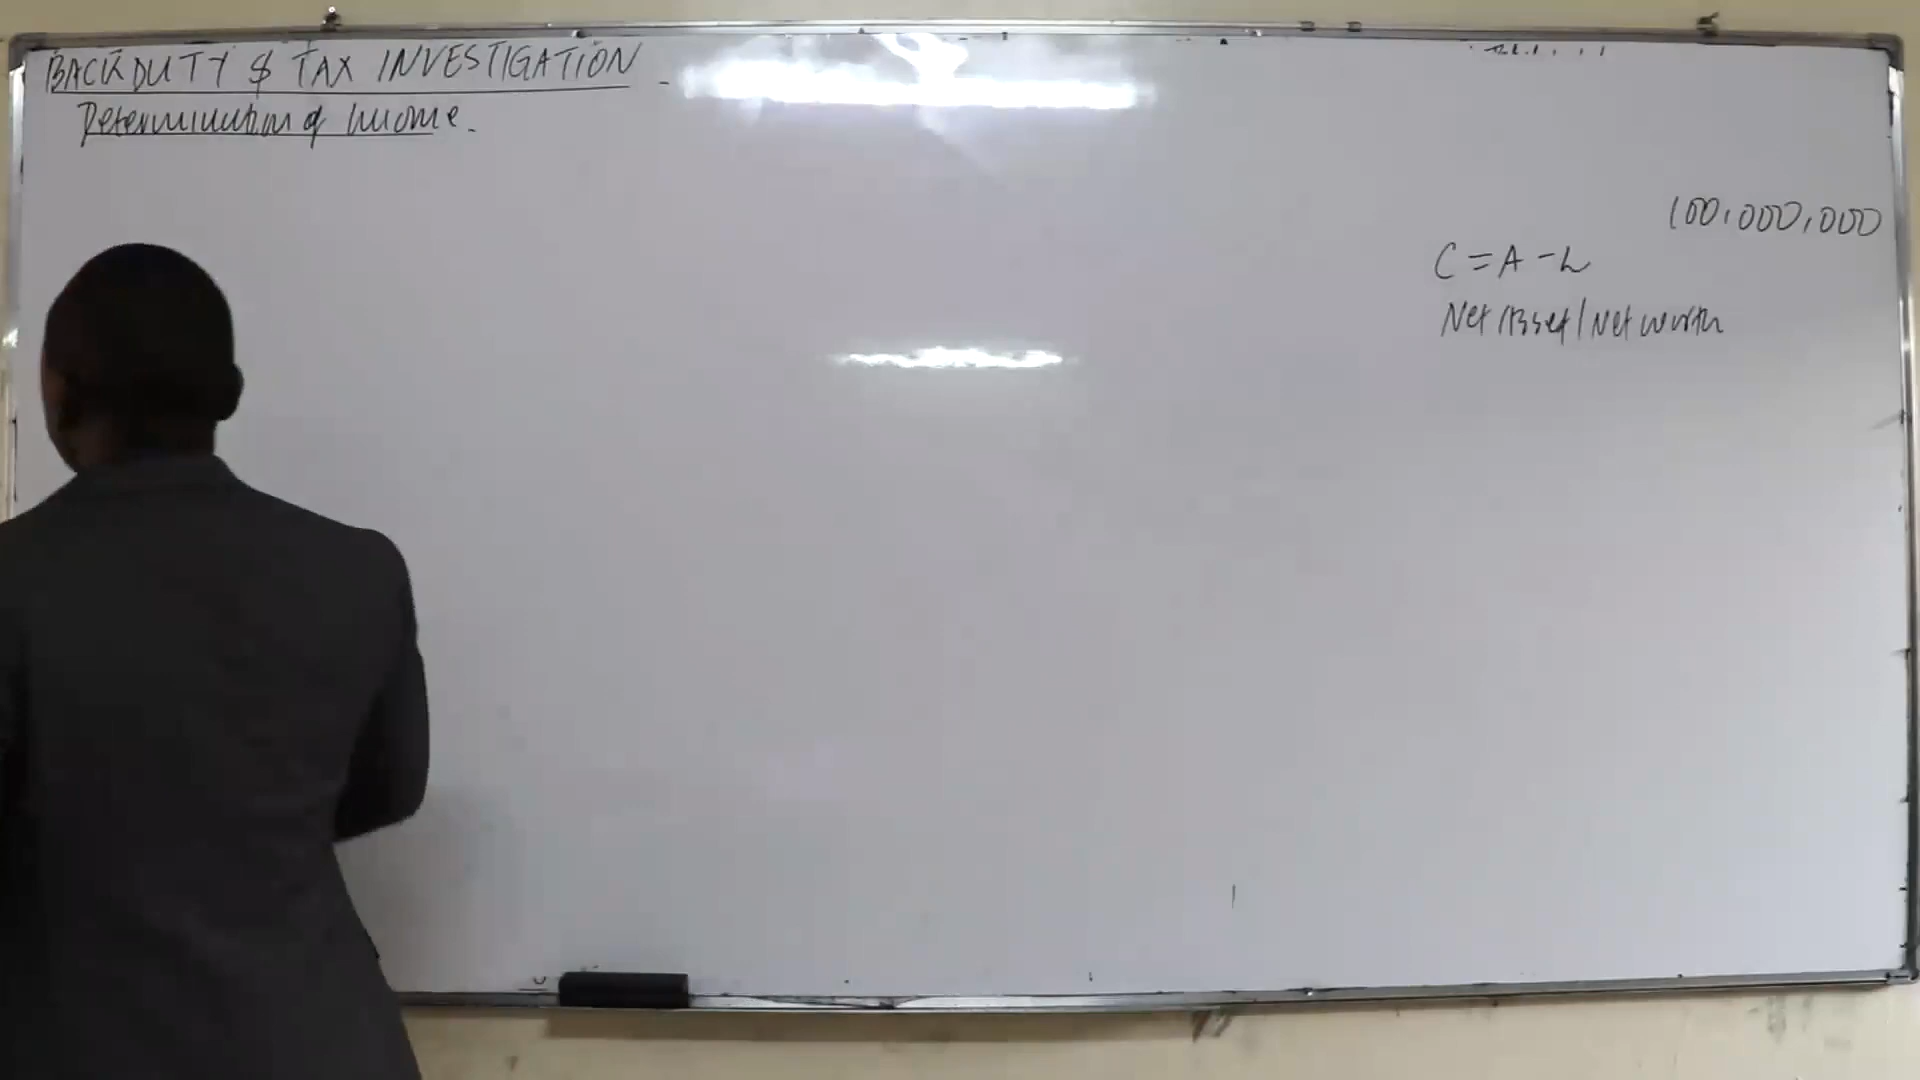 BACKDUTY & TAX INVESTIGATION -
Determination of Income.
100,000,000
C = A - L
Net Asset / Net worth